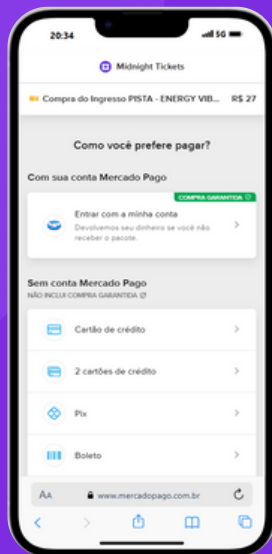 20:34
5G
Midnight Tickets
Compra do Ingresso PISTA - ENERGY VIB... R$ 27
Como você prefere pagar?
Com sua conta Mercado Pago
COMPRA GARANTIDA
Entrar com a minha conta
Devolvemos seu dinheiro se você não
receber o pacote.
Sem conta Mercado Pago
NÃO INCLUI COMPRA GARANTIDA
Cartão de crédito
2 cartões de crédito
Pix
Boleto
AA www.mercadopago.com.br